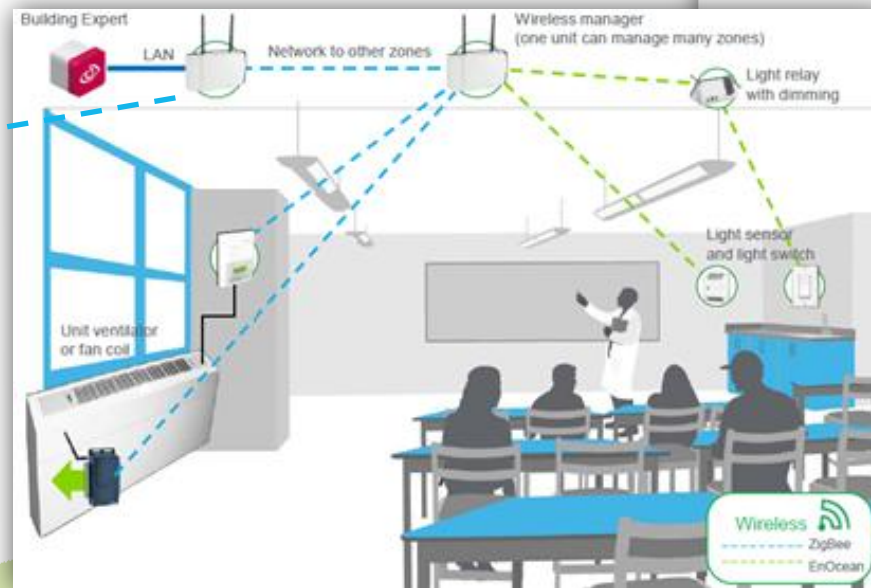 Building Expert
LAN
Network to other zones
Wireless manager
(one unit can manage many zones)
Light relay
with dimming
Light sensor
and light switch
Unit ventilator
or fan coil
Wireless
ZigBee
EnOcean